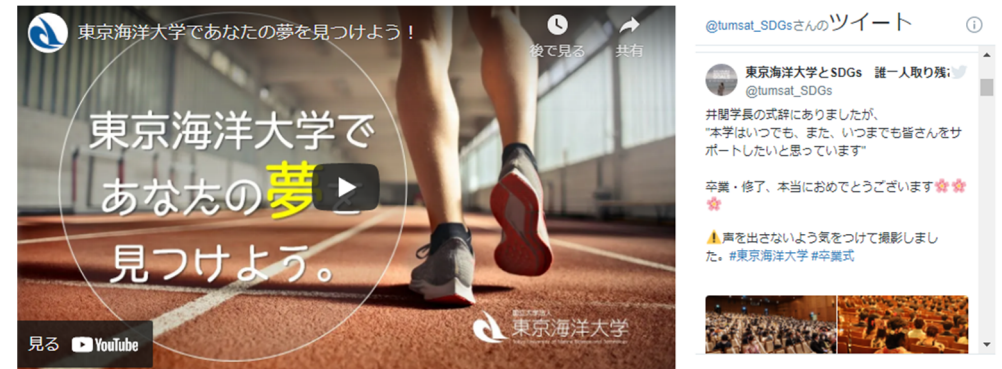 東京海洋大学であなたの夢を見つけよう！
後で見る
共有
東京海洋大学で
あなたの夢を
見つけよう。
国立大学法人
東京海洋大学
見る YouTube
@tumsat_SDGsさんのツイート
東京海洋大学とSDGs 誰一人取り残
@tumsat_SDGs
井関学長の式辞にありましたが、
"本学はいつでも、また、いつまでも皆さんをサ
ポートしたいと思っています"
卒業・修了、本当におめでとうございます🌸🌸
🌸
⚠️声を出さないよう気をつけて撮影しまし
た。#東京海洋大学 #卒業式